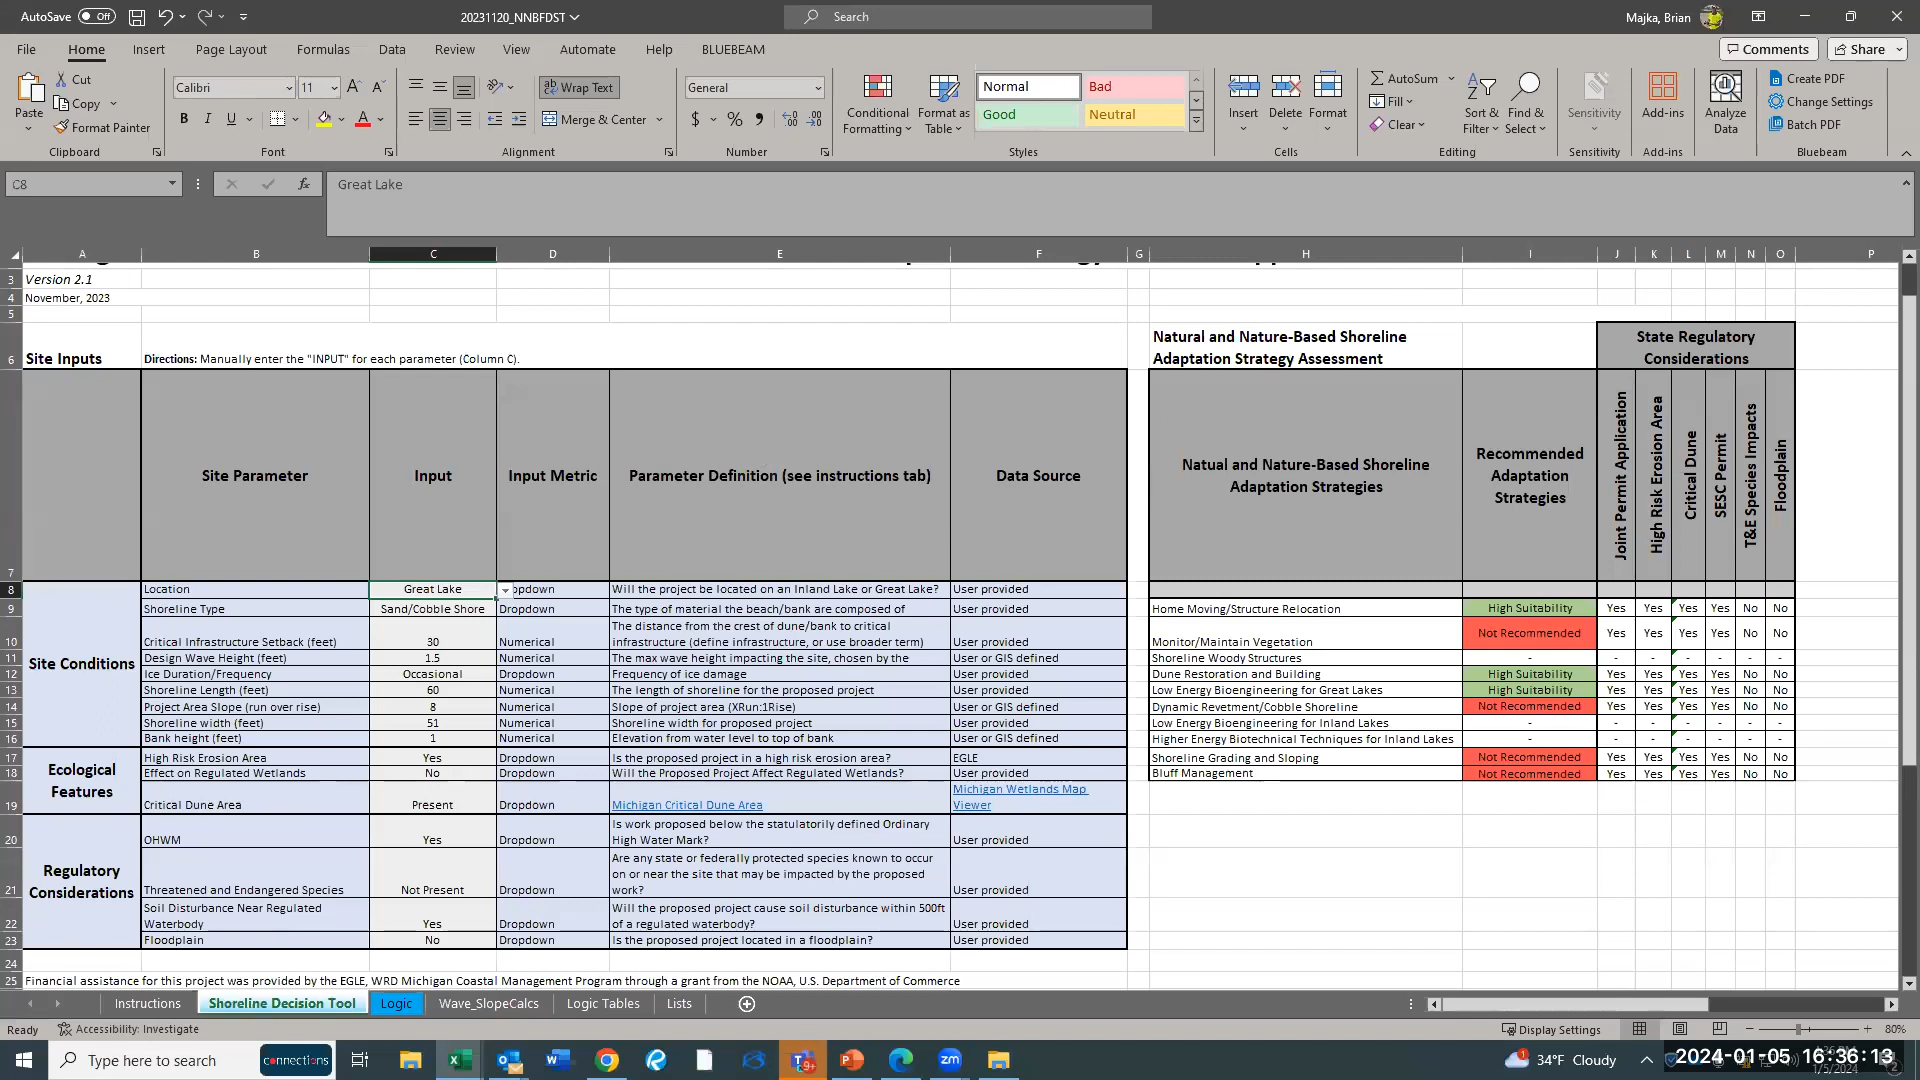 AutoSave Off 20231120_NNBFDST Search Majka, Brian
File Home Insert Page Layout Formulas Data Review View Automate Help BLUEBEAM Comments Share
Paste Cut Copy Format Painter
Calibri 11 Wrap Text Merge & Center General
B I U $ %
Conditional Formatting Format as Table Normal Bad Good Neutral
Insert Delete Format
AutoSum Fill Clear Sort & Filter Find & Select
Sensitivity Add-ins Analyze Data
Create PDF
Change Settings
Batch PDF
Clipboard Font Alignment Number Styles Cells Editing Sensitivity Add-ins Bluebeam
C8 fx Great Lake
A B C D E F G H I J K L M N O P
3 Version 2.1
4 November, 2023
5
6 Site Inputs Directions: Manually enter the "INPUT" for each parameter (Column C). Natural and Nature-Based Shoreline Adaptation Strategy Assessment State Regulatory Considerations
7 Site Parameter Input Input Metric Parameter Definition (see instructions tab) Data Source Natual and Nature-Based Shoreline Adaptation Strategies Recommended Adaptation Strategies Joint Permit Application High Risk Erosion Area Critical Dune SESC Permit T&E Species Impacts Floodplain
Site Conditions
8 Location Great Lake opdown Will the project be located on an Inland Lake or Great Lake? User provided
9 Shoreline Type Sand/Cobble Shore Dropdown The type of material the beach/bank are composed of User provided Home Moving/Structure Relocation High Suitability Yes Yes Yes Yes No No
10 Critical Infrastructure Setback (feet) 30 Numerical The distance from the crest of dune/bank to critical infrastructure (define infrastructure, or use broader term) User provided Monitor/Maintain Vegetation Not Recommended Yes Yes Yes Yes No No
11 Design Wave Height (feet) 1.5 Numerical The max wave height impacting the site, chosen by the User or GIS defined Shoreline Woody Structures - - - - - - -
12 Ice Duration/Frequency Occasional Dropdown Frequency of ice damage User provided Dune Restoration and Building High Suitability Yes Yes Yes Yes No No
13 Shoreline Length (feet) 60 Numerical The length of shoreline for the proposed project User provided Low Energy Bioengineering for Great Lakes High Suitability Yes Yes Yes Yes No No
14 Project Area Slope (run over rise) 8 Numerical Slope of project area (XRun:1Rise) User or GIS defined Dynamic Revetment/Cobble Shoreline Not Recommended Yes Yes Yes Yes No No
15 Shoreline width (feet) 51 Numerical Shoreline width for proposed project User provided Low Energy Bioengineering for Inland Lakes - - - - - - -
16 Bank height (feet) 1 Numerical Elevation from water level to top of bank User or GIS defined Higher Energy Biotechnical Techniques for Inland Lakes - - - - - - -
Ecological Features
17 High Risk Erosion Area Yes Dropdown Is the proposed project in a high risk erosion area? EGLE Shoreline Grading and Sloping Not Recommended Yes Yes Yes Yes No No
18 Effect on Regulated Wetlands No Dropdown Will the Proposed Project Affect Regulated Wetlands? User provided Bluff Management Not Recommended Yes Yes Yes Yes No No
19 Critical Dune Area Present Dropdown Michigan Critical Dune Area Michigan Wetlands Map Viewer
Regulatory Considerations
20 OHWM Yes Dropdown Is work proposed below the statulatorily defined Ordinary High Water Mark? User provided
21 Threatened and Endangered Species Not Present Dropdown Are any state or federally protected species known to occur on or near the site that may be impacted by the proposed work? User provided
22 Soil Disturbance Near Regulated Waterbody Yes Dropdown Will the proposed project cause soil disturbance within 500ft of a regulated waterbody? User provided
23 Floodplain No Dropdown Is the proposed project located in a floodplain? User provided
24
25 Financial assistance for this project was provided by the EGLE, WRD Michigan Coastal Management Program through a grant from the NOAA, U.S. Department of Commerce
Instructions Shoreline Decision Tool Logic Wave_SlopeCalcs Logic Tables Lists
Ready Accessibility: Investigate Display Settings 80%
Type here to search connections 34°F Cloudy 2024-01-05 16:36:13
1/5/2024